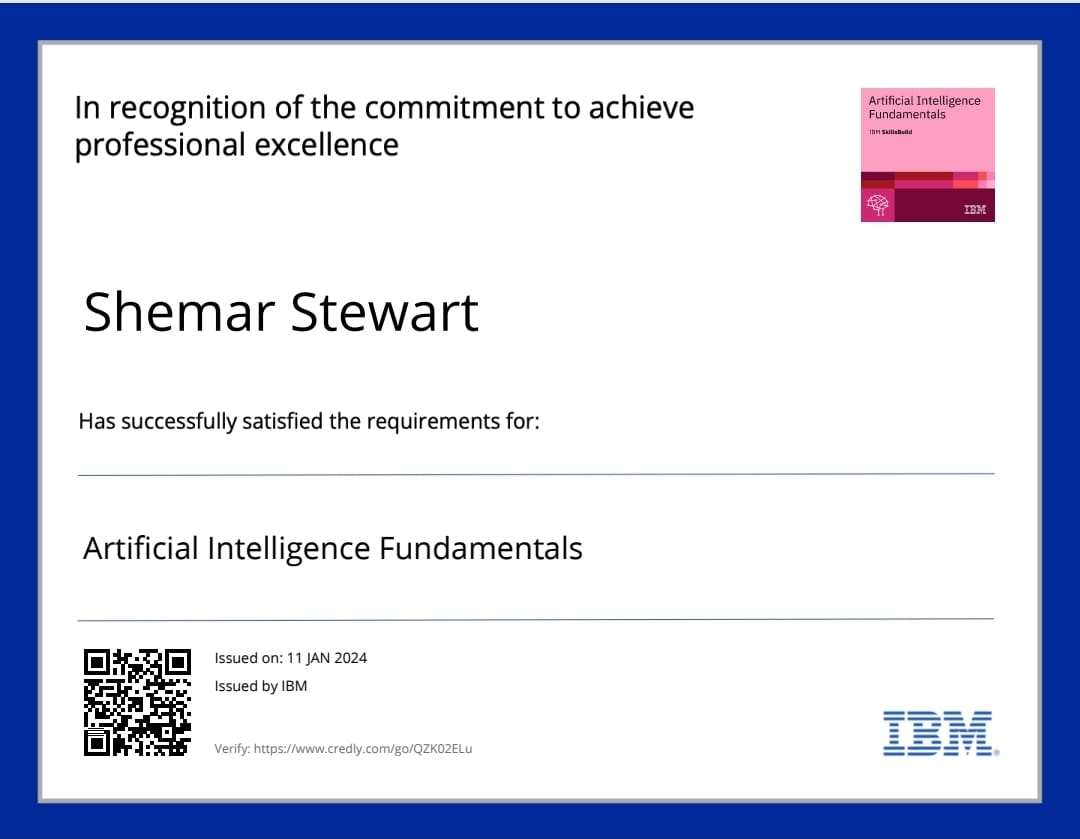 In recognition of the commitment to achieve
professional excellence
Artificial Intelligence
Fundamentals
IBM SkillsBuild
IBM
Shemar Stewart
Has successfully satisfied the requirements for:
Artificial Intelligence Fundamentals
Issued on: 11 JAN 2024
Issued by IBM
Verify: https://www.credly.com/go/QZK02ELu
IBM®